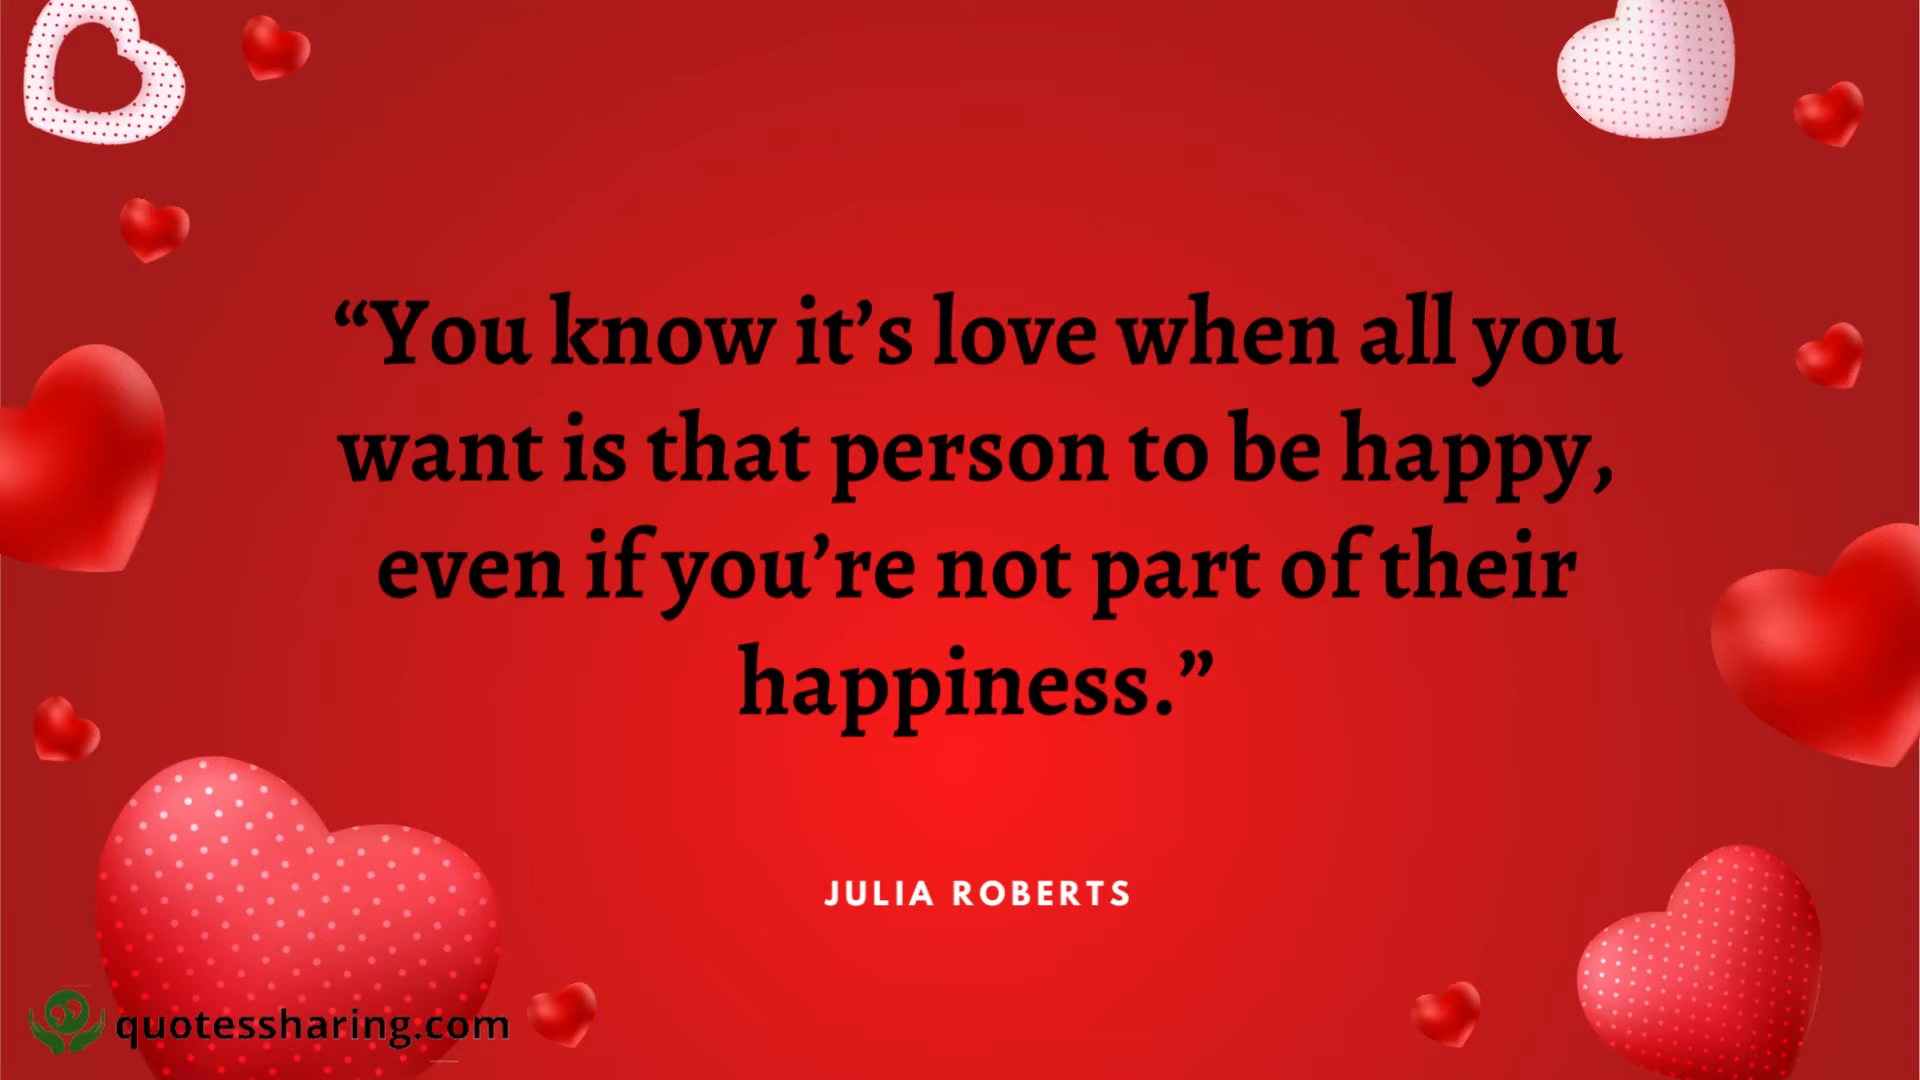 “You know it’s love when all you
want is that person to be happy,
even if you’re not part of their
happiness.”
JULIA ROBERTS
quotessharing.com